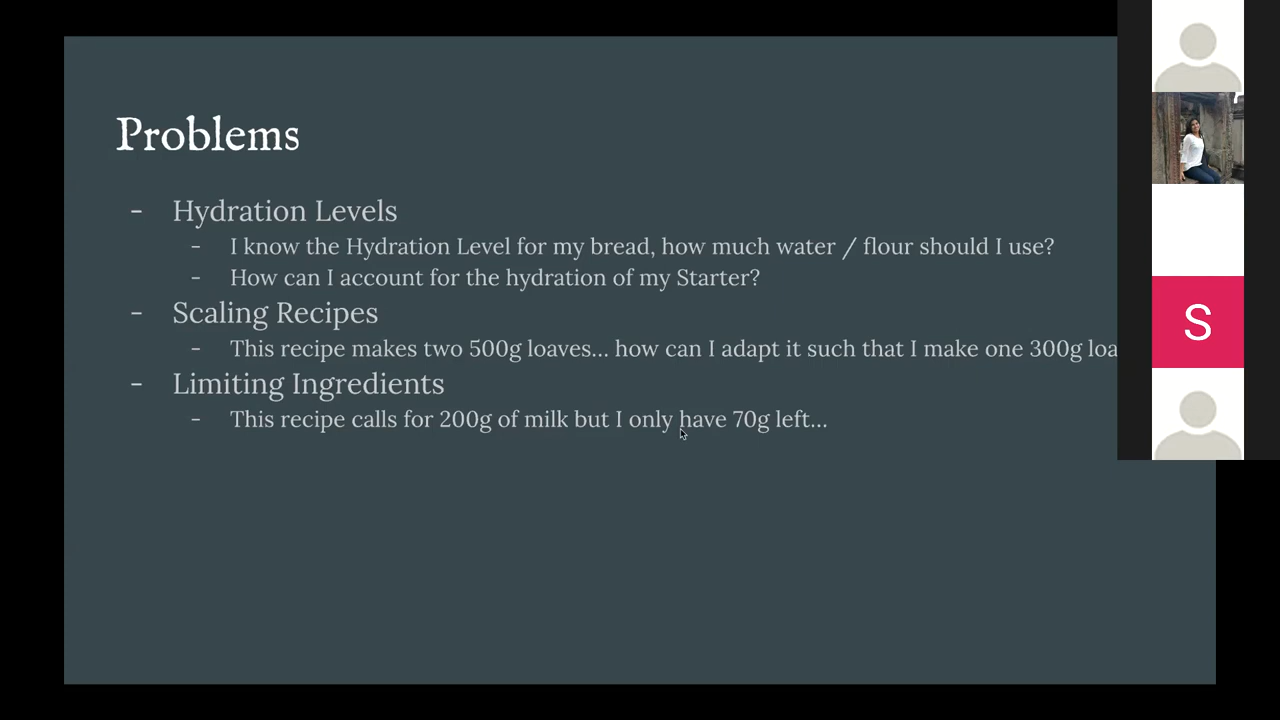 Problems
- Hydration Levels
- I know the Hydration Level for my bread, how much water / flour should I use?
- How can I account for the hydration of my Starter?
- Scaling Recipes
- This recipe makes two 500g loaves... how can I adapt it such that I make one 300g loa
- Limiting Ingredients
- This recipe calls for 200g of milk but I only have 70g left...
S